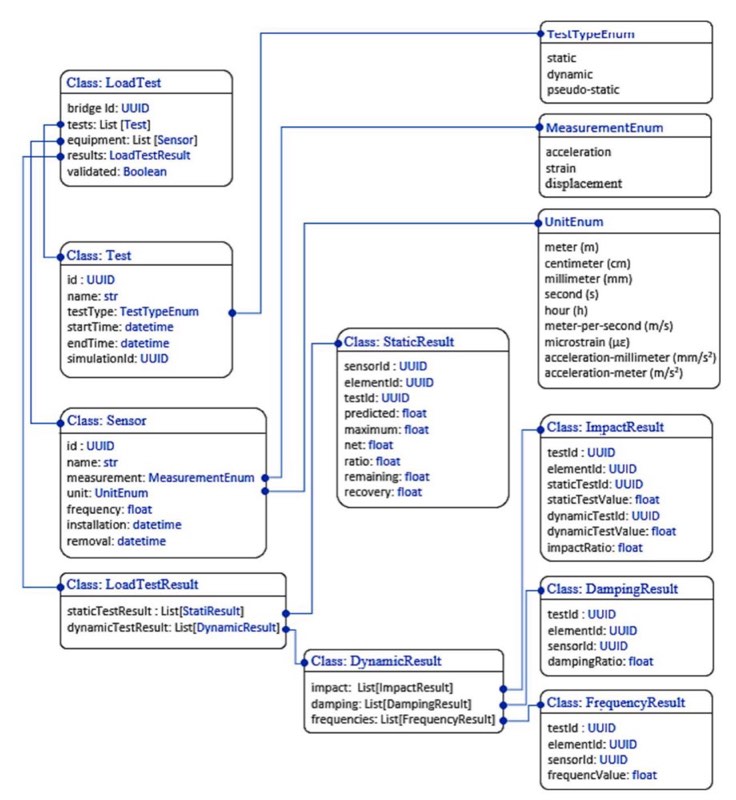 TestTypeEnum
static
dynamic
pseudo-static
Class: LoadTest
bridge Id: UUID
tests: List [Test]
equipment: List [Sensor]
results: LoadTestResult
validated: Boolean
MeasurementEnum
acceleration
strain
displacement
UnitEnum
meter (m)
centimeter (cm)
millimeter (mm)
second (s)
hour (h)
meter-per-second (m/s)
microstrain (µε)
acceleration-millimeter (mm/s²)
acceleration-meter (m/s²)
Class: Test
id : UUID
name: str
testType: TestTypeEnum
startTime: datetime
endTime: datetime
simulationId: UUID
Class: StaticResult
sensorId : UUID
elementId: UUID
testId: UUID
predicted: float
maximum: float
net: float
ratio: float
remaining: float
recovery: float
Class: Sensor
id : UUID
name: str
measurement: MeasurementEnum
unit: UnitEnum
frequency: float
installation: datetime
removal: datetime
Class: ImpactResult
testId : UUID
elementId: UUID
staticTestId: UUID
staticTestValue: float
dynamicTestId: UUID
dynamicTestValue: float
impactRatio: float
Class: LoadTestResult
staticTestResult : List[StatiResult]
dynamicTestResult: List[DynamicResult]
Class: DampingResult
testId : UUID
elementId: UUID
sensorId: UUID
dampingRatio: float
Class: DynamicResult
impact: List[ImpactResult]
damping: List[DampingResult]
frequencies: List[FrequencyResult]
Class: FrequencyResult
testId : UUID
elementId: UUID
sensorId: UUID
frequencValue: float